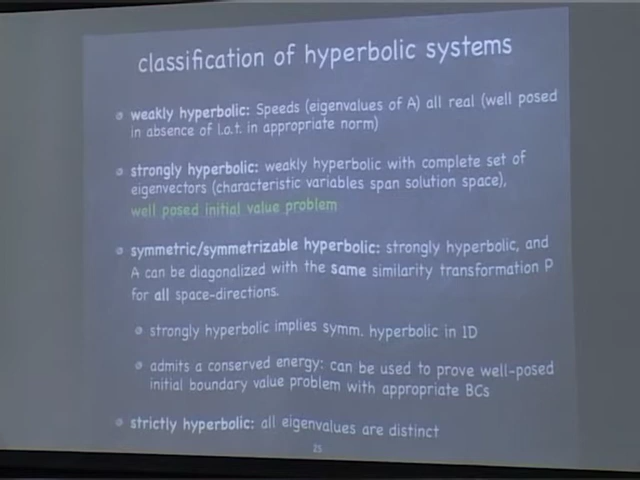 classification of hyperbolic systems
weakly hyperbolic: Speeds (eigenvalues of A) all real (well posed
in absence of l.o.t. in appropriate norm)
strongly hyperbolic: weakly hyperbolic with complete set of
eigenvectors (characteristic variables span solution space),
well posed initial value problem
symmetric/symmetrizable hyperbolic: strongly hyperbolic, and
A can be diagonalized with the same similarity transformation P
for all space-directions.
strongly hyperbolic implies symm. hyperbolic in 1D
admits a conserved energy: can be used to prove well-posed
initial boundary value problem with appropriate BCs
strictly hyperbolic: all eigenvalues are distinct
25